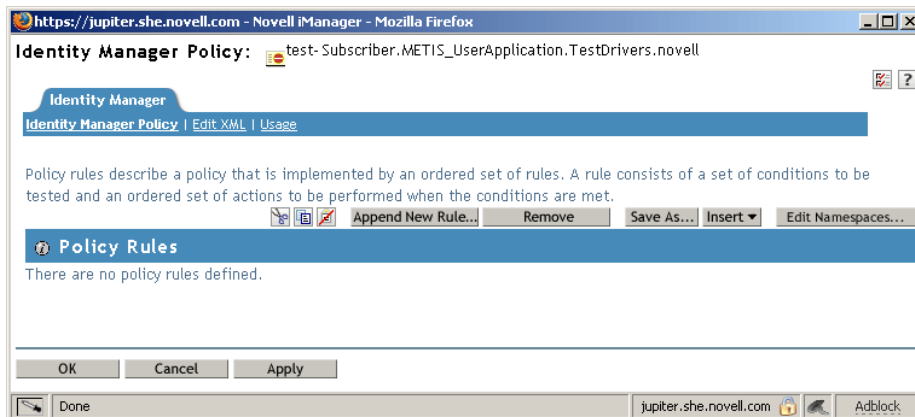 https://jupiter.she.novell.com - Novell iManager - Mozilla Firefox
Identity Manager Policy: test-Subscriber.METIS_UserApplication.TestDrivers.novell
?
Identity Manager
Identity Manager Policy | Edit XML | Usage
Policy rules describe a policy that is implemented by an ordered set of rules. A rule consists of a set of conditions to be
tested and an ordered set of actions to be performed when the conditions are met.
Append New Rule... Remove Save As... Insert Edit Namespaces...
Policy Rules
There are no policy rules defined.
OK Cancel Apply
Done jupiter.she.novell.com Adblock